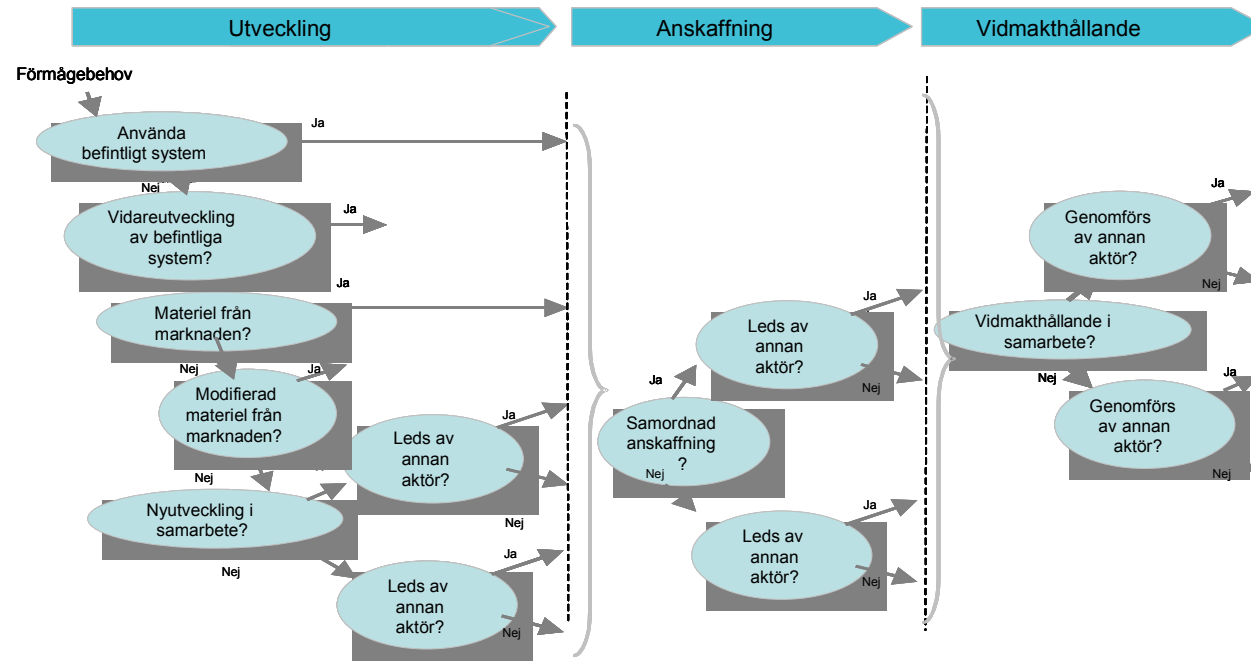 Utveckling
Anskaffning
Vidmakthållande
Förmågebehov
Använda
befintligt system
Ja
Nej
Vidareutveckling
av befintliga
system?
Ja
Ja
Materiel från
marknaden?
Nej
Ja
Modifierad
materiel från
marknaden?
Nej
Leds av
annan
aktör?
Ja
Nej
Nyutveckling i
samarbete?
Nej
Leds av
annan
aktör?
Ja
Nej
Samordnad
anskaffning
?
Ja
Nej
Leds av
annan
aktör?
Ja
Nej
Leds av
annan
aktör?
Ja
Nej
Vidmakthållande i
samarbete?
Nej
Genomförs
av annan
aktör?
Ja
Nej
Genomförs
av annan
aktör?
Ja
Nej